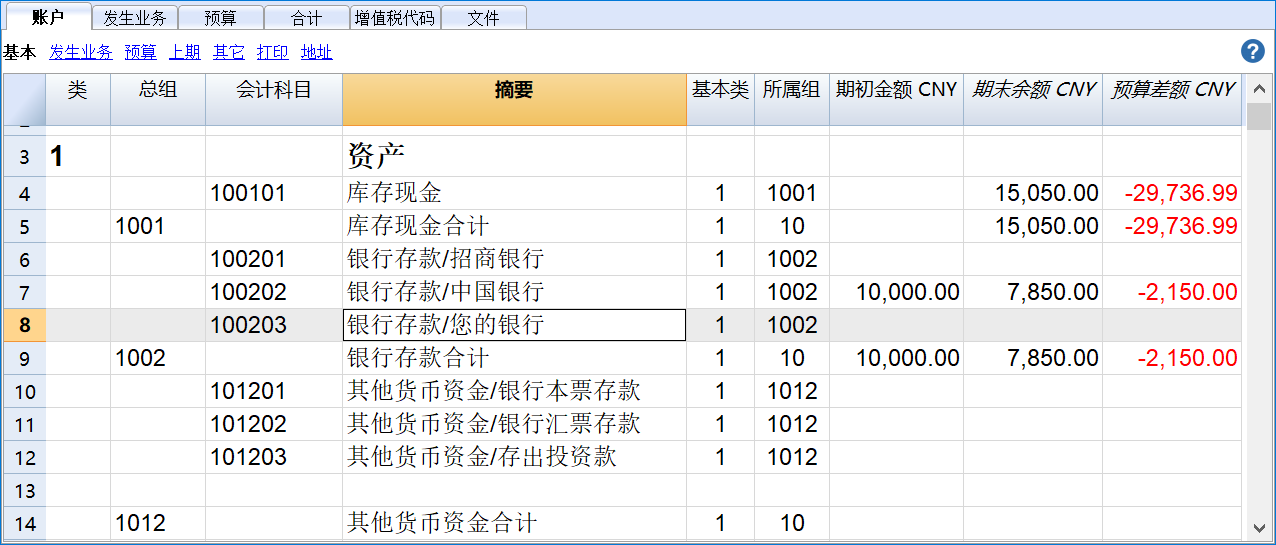 账户 发生业务 预算 合计 增值税代码 文件
基本 发生业务 预算 上期 其它 打印 地址 ?
类 总组 会计科目 摘要 基本类 所属组 期初金额 CNY 期末余额 CNY 预算差额 CNY
3 1 资产
4 100101 库存现金 1 1001 15,050.00 -29,736.99
5 1001 库存现金合计 1 10 15,050.00 -29,736.99
6 100201 银行存款/招商银行 1 1002
7 100202 银行存款/中国银行 1 1002 10,000.00 7,850.00 -2,150.00
8 100203 银行存款/您的银行 1 1002
9 1002 银行存款合计 1 10 10,000.00 7,850.00 -2,150.00
10 101201 其他货币资金/银行本票存款 1 1012
11 101202 其他货币资金/银行汇票存款 1 1012
12 101203 其他货币资金/存出投资款 1 1012
13
14 1012 其他货币资金合计 1 10